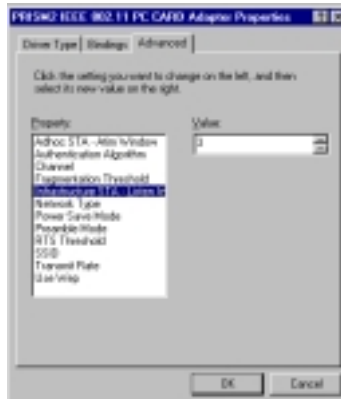 PRISM2 IEEE 802.11 PC CARD Adapter Properties
Driver Type
Bindings
Advanced
Click the setting you want to change on the left, and then
select its new value on the right.
Property:
Value:
Adhoc STA - Atim Window
Authentication Algorithm
Channel
Fragmentation Threshold
Infrastructure STA - Listen In
Network Type
Power Save Mode
Preamble Mode
RTS Threshold
SSID
Transmit Rate
Use Wep
3
OK
Cancel